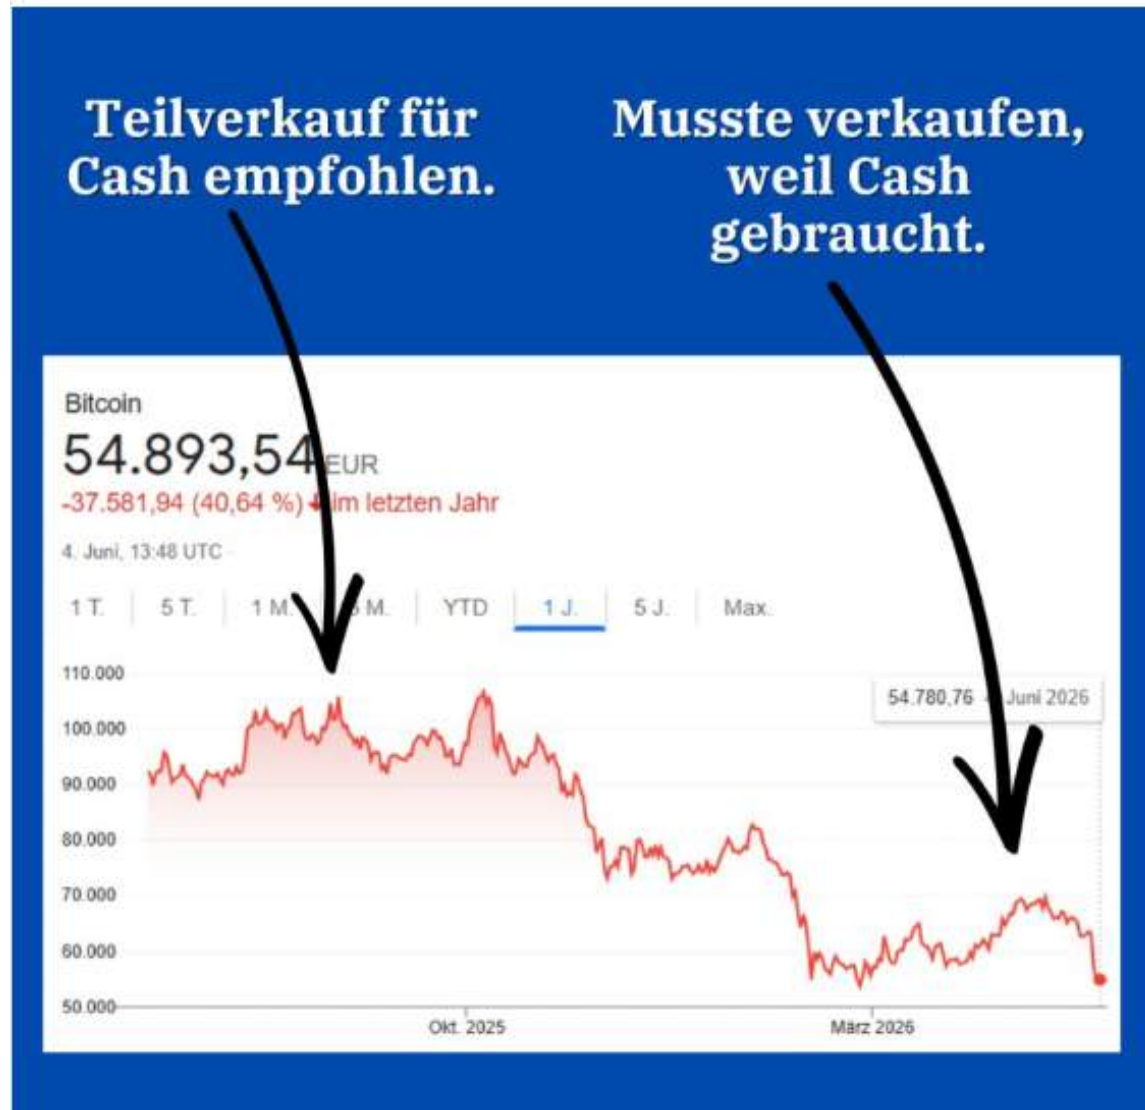 Teilverkauf für
Cash empfohlen.
Musste verkaufen,
weil Cash
gebraucht.
Bitcoin
54.893,54 EUR
-37.581,94 (40,64 %) im letzten Jahr
4. Juni, 13:48 UTC
1 T. 5 T. 1 M. M. YTD 1 J. 5 J. Max.
110.000
54.780,76 Juni 2026
100.000
90.000
80.000
70.000
60.000
50.000
Okt. 2025 März 2026